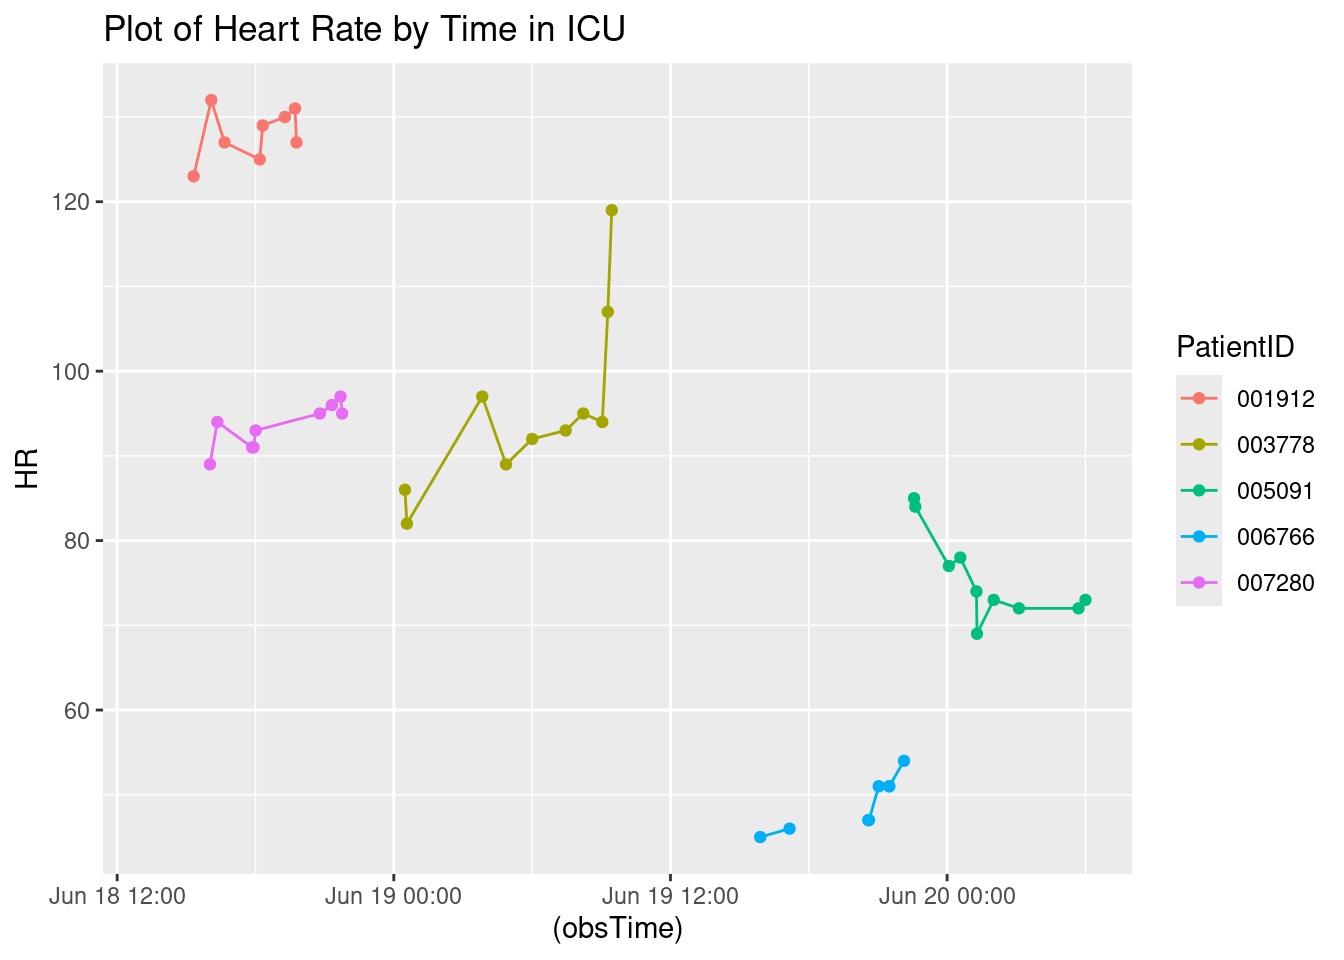 Plot of Heart Rate by Time in ICU
HR
120
100
80
60
Jun 18 12:00
Jun 19 00:00
Jun 19 12:00
Jun 20 00:00
(obsTime)
PatientID
001912
003778
005091
006766
007280